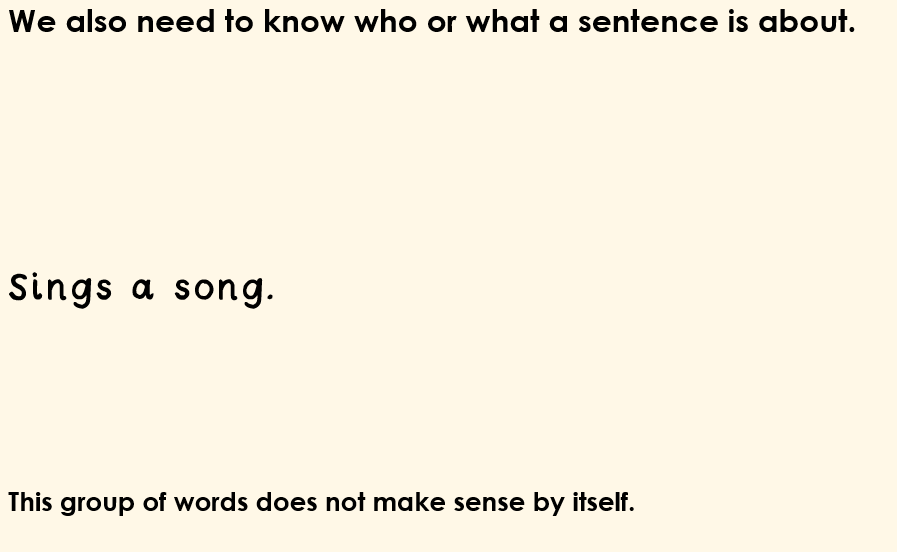 We also need to know who or what a sentence is about.
Sings a song.
This group of words does not make sense by itself.